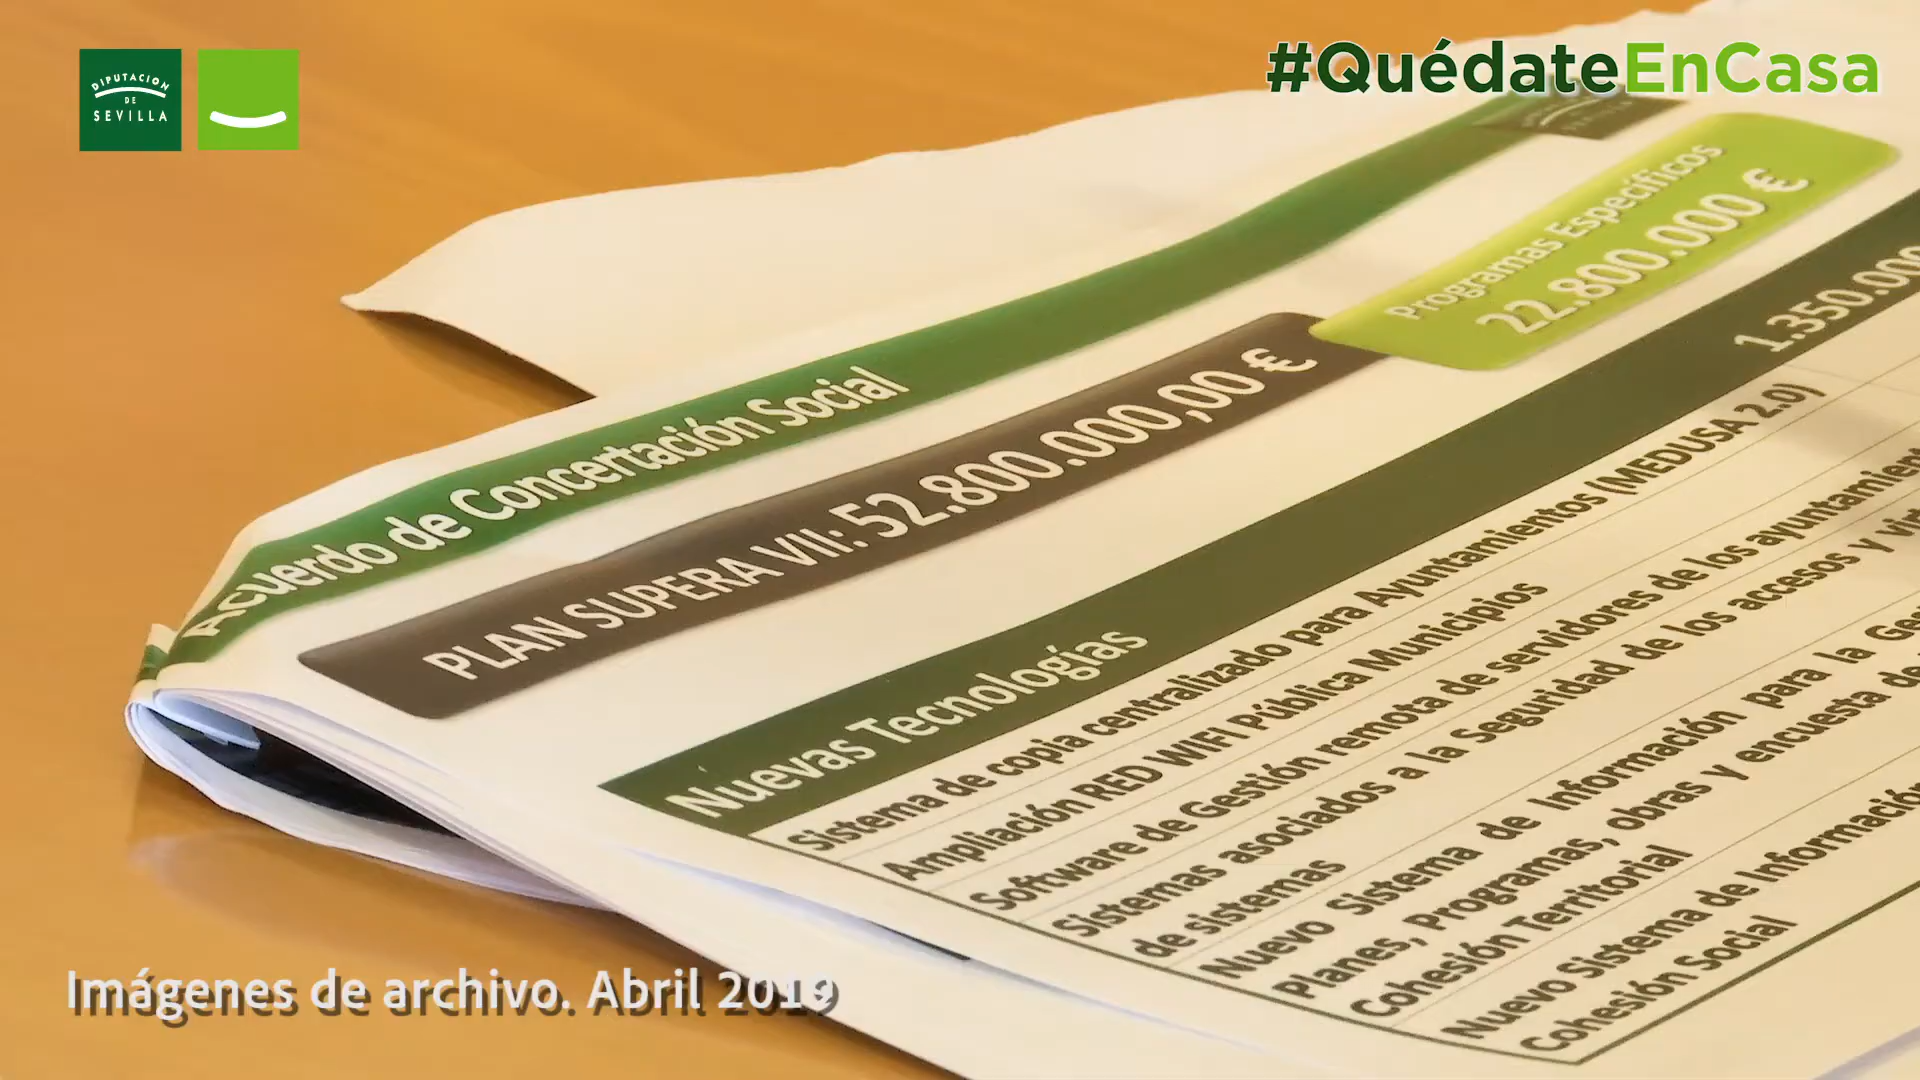 DIPUTACION
DE
SEVILLA
#QuédateEnCasa
Acuerdo de Concertación Social
PLAN SUPERA VII: 52.800.000,00 €
Programas Específicos
22.800.000 €
Nuevas Tecnologías
1.350.000
Sistema de copia centralizado para Ayuntamientos (MEDUSA 2.0)
Ampliación RED WIFI Pública Municipios
Software de Gestión remota de servidores de los
Sistemas asociados a la Seguridad de los accesos y
de sistemas
Nuevo Sistema de Información para la
Planes, Programas, obras y encuesta de
Cohesión Territorial
Nuevo Sistema de Información
Cohesión Social
Imágenes de archivo. Abril 2019